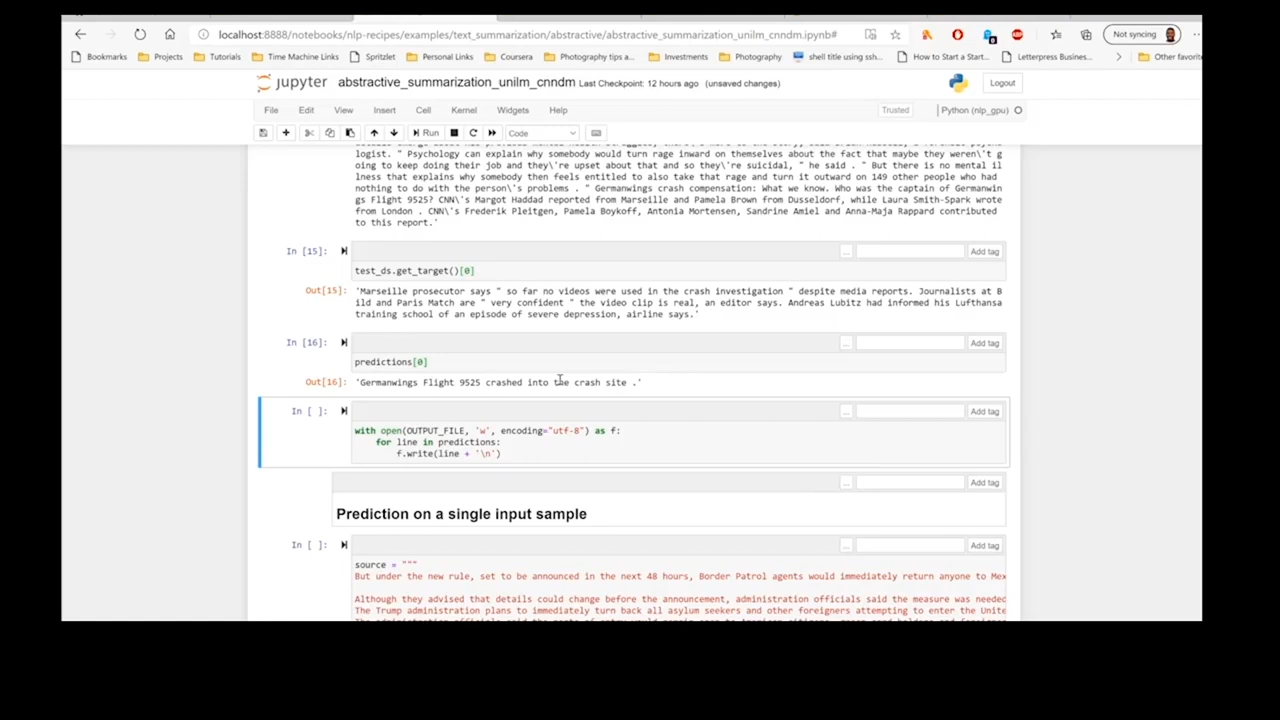 localhost:8888/notebooks/nlp-recipes/examples/text_summarization/abstractive/abstractive_summarization_unilm_cnndm.ipynb#
Not syncing
Bookmarks Projects Tutorials Time Machine Links Spritzlet Personal Links Coursera Photography tips a... Investments Photography shell title using ssh... How to Start a Start... Letterpress Basic... Other favorite
jupyter abstractive_summarization_unilm_cnndm Last Checkpoint: 12 hours ago (unsaved changes) Logout
File Edit View Insert Cell Kernel Widgets Help Trusted Python (nlp_gpu)
Run Code
logist. " Psychology can explain why somebody would turn rage inward on themselves about the fact that maybe they weren\'t g
oing to keep doing their job and they\'re upset about that and so they\'re suicidal, " he said . " But there is no mental il
lness that explains why somebody then feels entitled to also take that rage and turn it outward on 149 other people who had
nothing to do with the person\'s problems . " Germanwings crash compensation: What we know. Who was the captain of Germanwin
gs Flight 9525? CNN\'s Margot Haddad reported from Marseille and Pamela Brown from Dusseldorf, while Laura Smith-Spark wrote
from London . CNN\'s Frederik Pleitgen, Pamela Boykoff, Antonia Mortensen, Sandrine Amiel and Anna-Maja Rappard contributed
to this report.'
In [15]: ... Add tag
test_ds.get_target()[0]
Out[15]: 'Marseille prosecutor says " so far no videos were used in the crash investigation " despite media reports. Journalists at B
ild and Paris Match are " very confident " the video clip is real, an editor says. Andreas Lubitz had informed his Lufthansa
training school of an episode of severe depression, airline says.'
In [16]: ... Add tag
predictions[0]
Out[16]: 'Germanwings Flight 9525 crashed into the crash site .'
In [ ]: ... Add tag
with open(OUTPUT_FILE, 'w', encoding="utf-8") as f:
for line in predictions:
f.write(line + '\n')
... Add tag
Prediction on a single input sample
In [ ]: ... Add tag
source = """
But under the new rule, set to be announced in the next 48 hours, Border Patrol agents would immediately return anyone to Mex
Although they advised that details could change before the announcement, administration officials said the measure was needed
The Trump administration plans to immediately turn back all asylum seekers and other foreigners attempting to enter the Unite